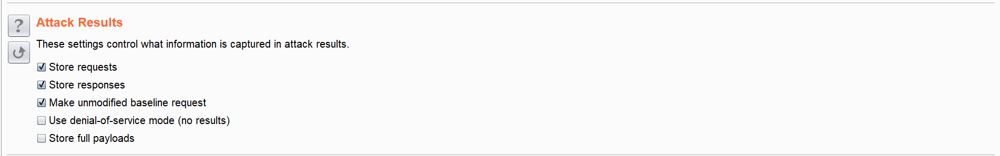 ?
Attack Results
These settings control what information is captured in attack results.
Store requests
Store responses
Make unmodified baseline request
Use denial-of-service mode (no results)
Store full payloads